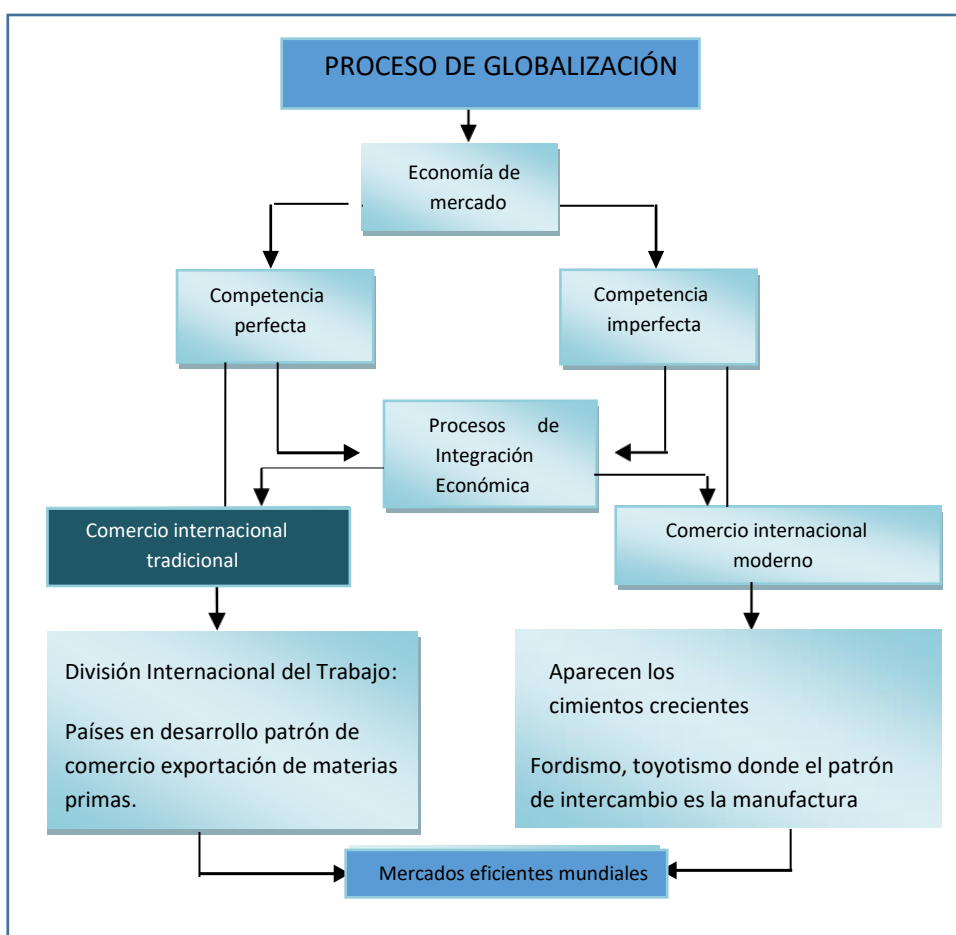 PROCESO DE GLOBALIZACIÓN
Economía de
mercado
Competencia
perfecta
Competencia
imperfecta
Procesos de
Integración
Económica
Comercio internacional
tradicional
Comercio internacional
moderno
División Internacional del Trabajo:
Países en desarrollo patrón de
comercio exportación de materias
primas.
Aparecen los
cimientos crecientes
Fordismo, toyotismo donde el patrón
de intercambio es la manufactura
Mercados eficientes mundiales